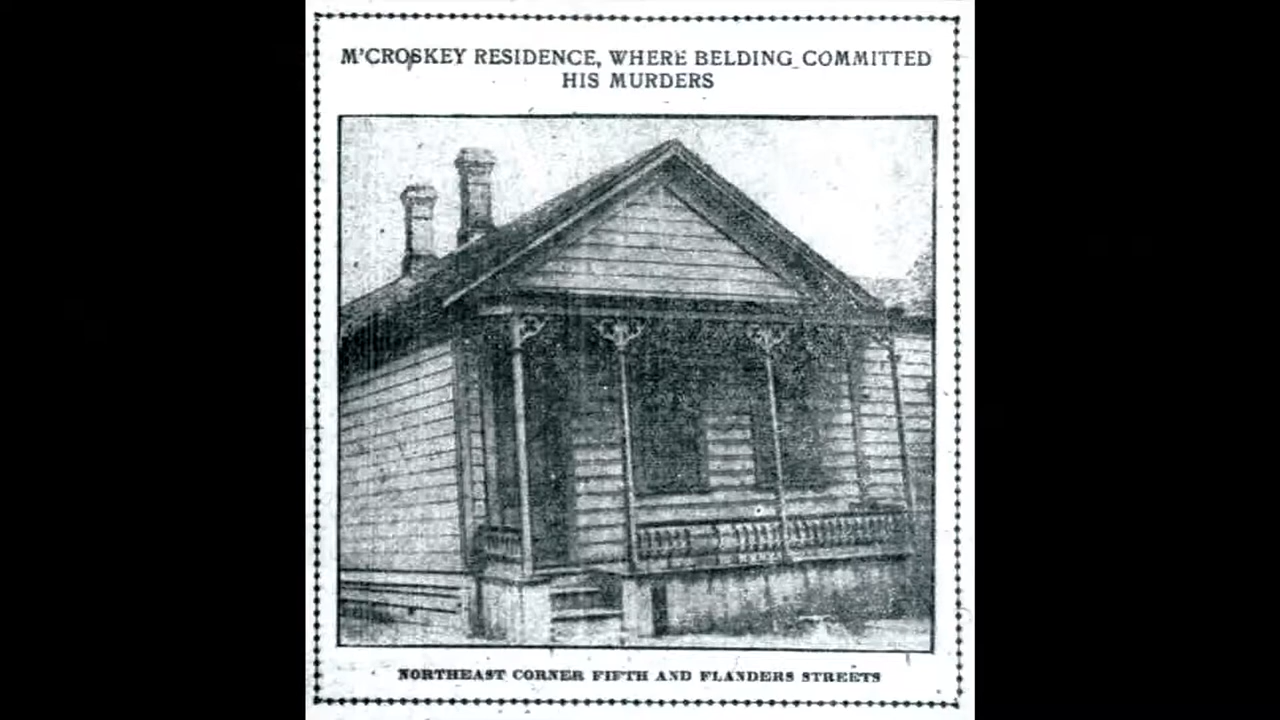 M'CROSKEY RESIDENCE, WHERE BELDING COMMITTED
HIS MURDERS
NORTHEAST CORNER FIFTH AND FLANDERS STREETS